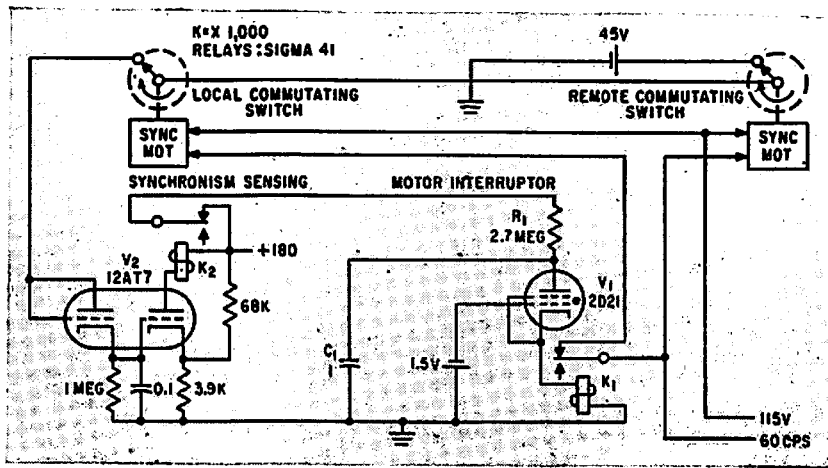 K=X 1,000
RELAYS: SIGMA 41
45V
LOCAL COMMUTATING
SWITCH
REMOTE COMMUTATING
SWITCH
SYNC
MOT
SYNC
MOT
SYNCHRONISM SENSING
MOTOR INTERRUPTOR
R1
2.7 MEG
+180
K2
V2
12AT7
V1
2D21
68K
C1
1
1.5V
K1
1 MEG
0.1
3.9K
115V
60 CPS